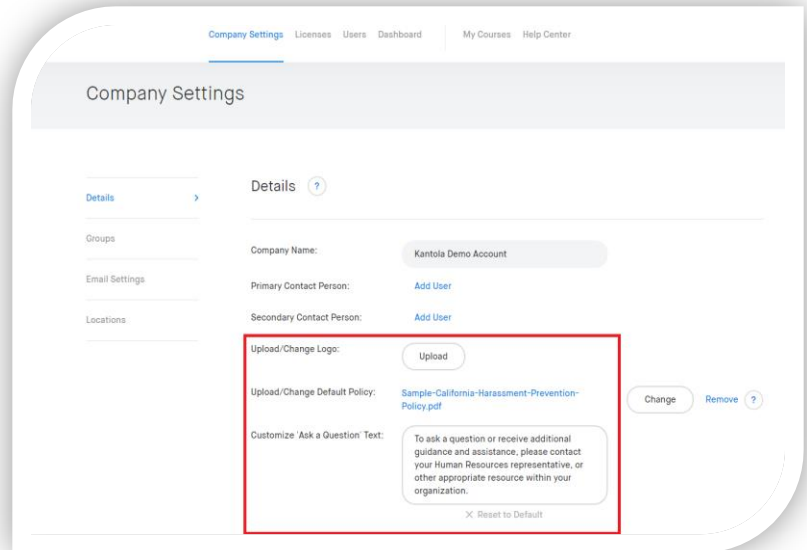 Company Settings Licenses Users Dashboard My Courses Help Center
Company Settings
Details
Groups
Email Settings
Locations
Details ?
Company Name: Kantola Demo Account
Primary Contact Person: Add User
Secondary Contact Person: Add User
Upload/Change Logo: Upload
Upload/Change Default Policy: Sample-California-Harassment-Prevention-
Policy.pdf
Change Remove ?
Customize 'Ask a Question' Text: To ask a question or receive additional
guidance and assistance, please contact
your Human Resources representative, or
other appropriate resource within your
organization.
X Reset to Default